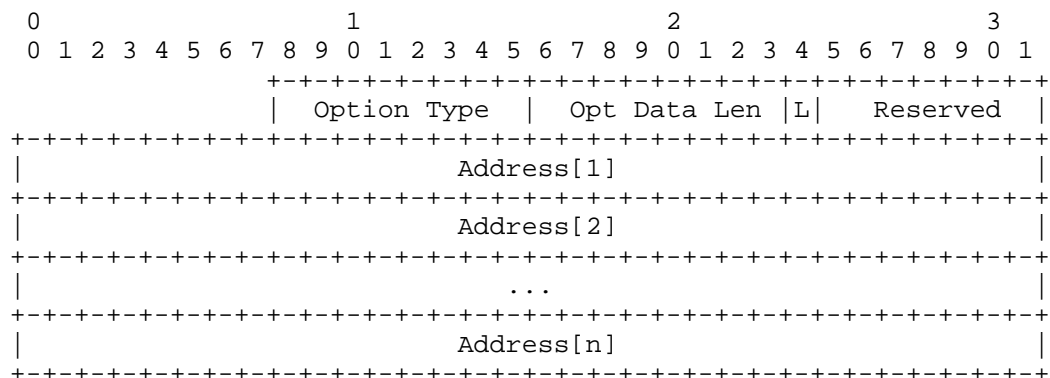 0                   1                   2                   3
 0 1 2 3 4 5 6 7 8 9 0 1 2 3 4 5 6 7 8 9 0 1 2 3 4 5 6 7 8 9 0 1
                +-+-+-+-+-+-+-+-+-+-+-+-+-+-+-+-+-+-+-+-+-+-+-+-+
                |  Option Type  |  Opt Data Len |L|   Reserved  |
+-+-+-+-+-+-+-+-+-+-+-+-+-+-+-+-+-+-+-+-+-+-+-+-+-+-+-+-+-+-+-+-+
|                           Address[1]                          |
+-+-+-+-+-+-+-+-+-+-+-+-+-+-+-+-+-+-+-+-+-+-+-+-+-+-+-+-+-+-+-+-+
|                           Address[2]                          |
+-+-+-+-+-+-+-+-+-+-+-+-+-+-+-+-+-+-+-+-+-+-+-+-+-+-+-+-+-+-+-+-+
|                              ...                              |
+-+-+-+-+-+-+-+-+-+-+-+-+-+-+-+-+-+-+-+-+-+-+-+-+-+-+-+-+-+-+-+-+
|                           Address[n]                          |
+-+-+-+-+-+-+-+-+-+-+-+-+-+-+-+-+-+-+-+-+-+-+-+-+-+-+-+-+-+-+-+-+